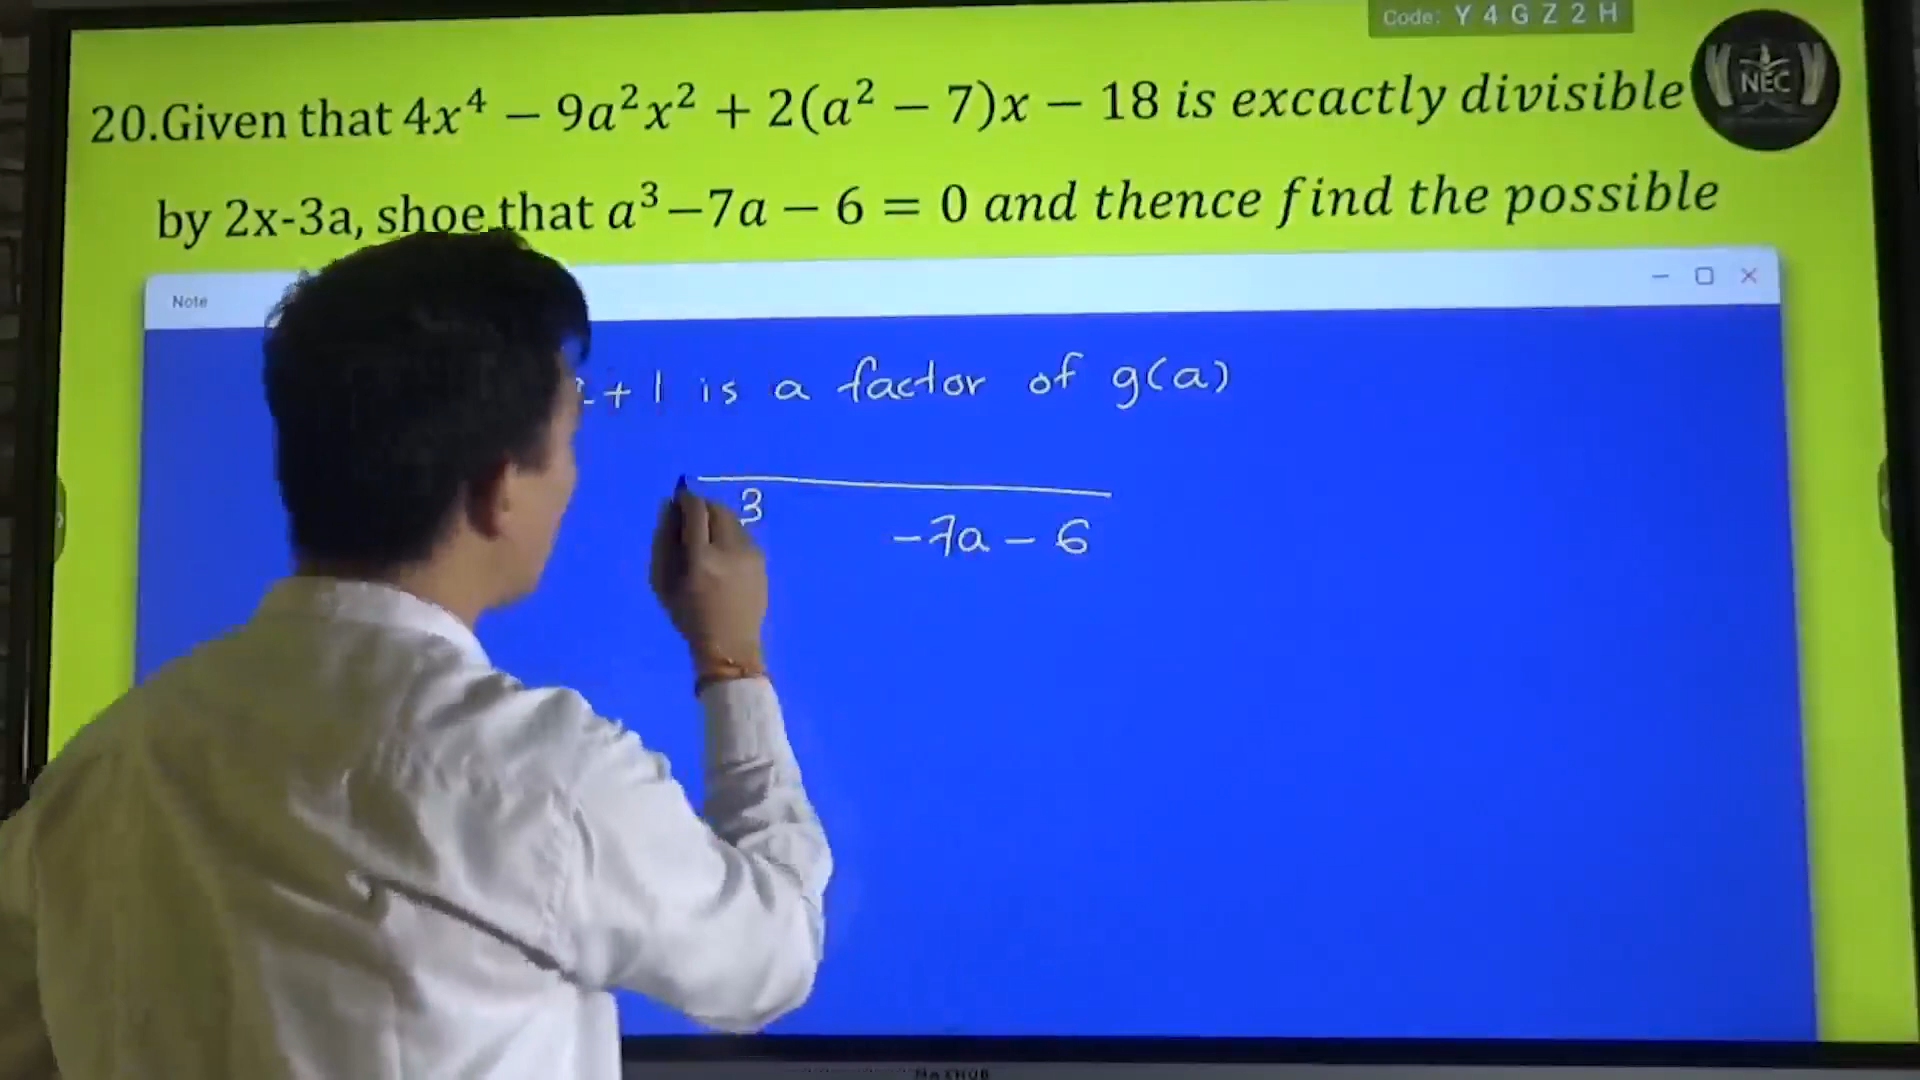 Code: Y 4 G Z 2 H
NEC
20.Given that 4x⁴ − 9a²x² + 2(a² − 7)x − 18 is excactly divisible
by 2x-3a, shoe that a³−7a − 6 = 0 and thence find the possible
Note
+ 1 is a factor of g(a)
3 −7a − 6